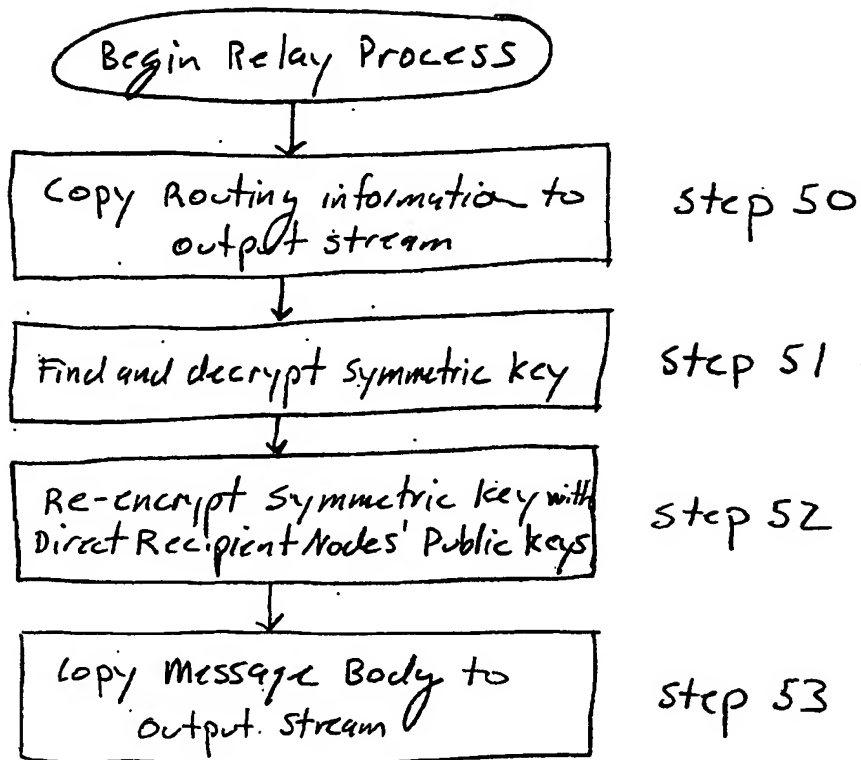 Begin Relay Process
Copy Routing information to
output stream
step 50
Find and decrypt symmetric key
step 51
Re-encrypt symmetric key with
Direct Recipient Nodes' Public keys
step 52
Copy Message Body to
output stream
step 53